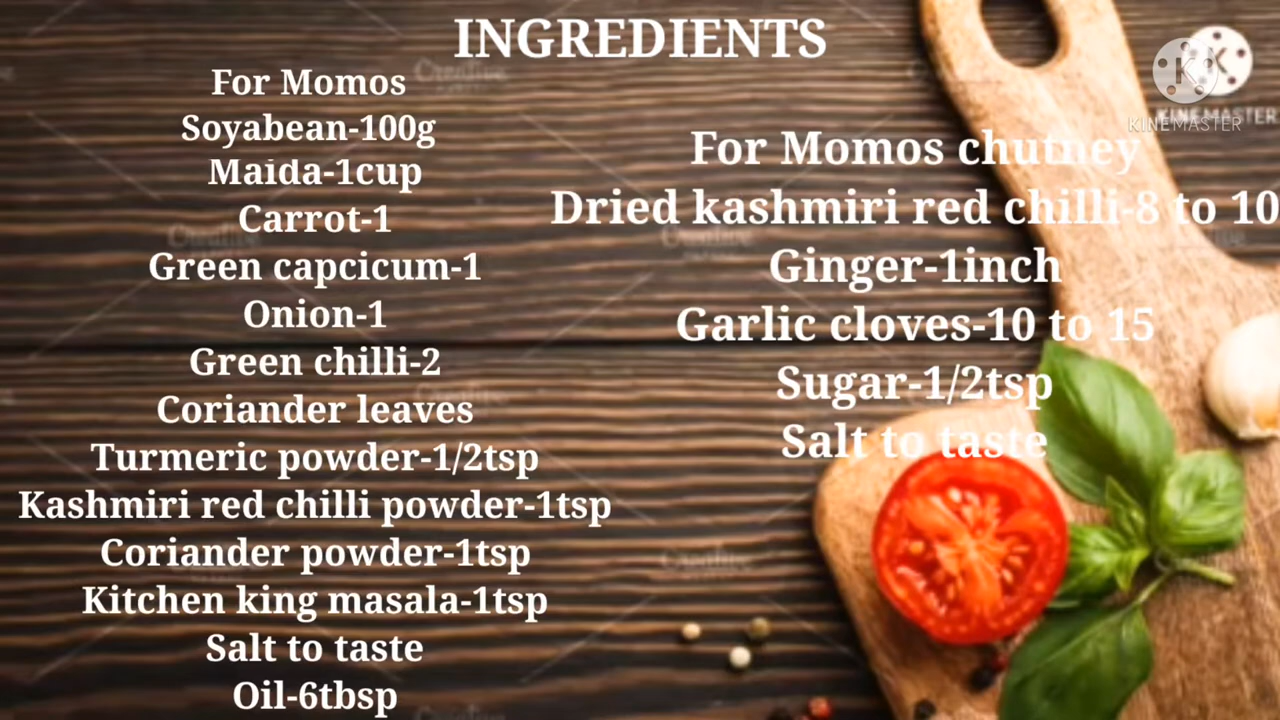 INGREDIENTS
For Momos
Soyabean-100g
Maida-1cup
Carrot-1
Green capcicum-1
Onion-1
Green chilli-2
Coriander leaves
Turmeric powder-1/2tsp
Kashmiri red chilli powder-1tsp
Coriander powder-1tsp
Kitchen king masala-1tsp
Salt to taste
Oil-6tbsp
For Momos chutney
Dried kashmiri red chilli-8 to 10
Ginger-1inch
Garlic cloves-10 to 15
Sugar-1/2tsp
Salt to taste
K
K
KINEMASTER
KINEMASTER